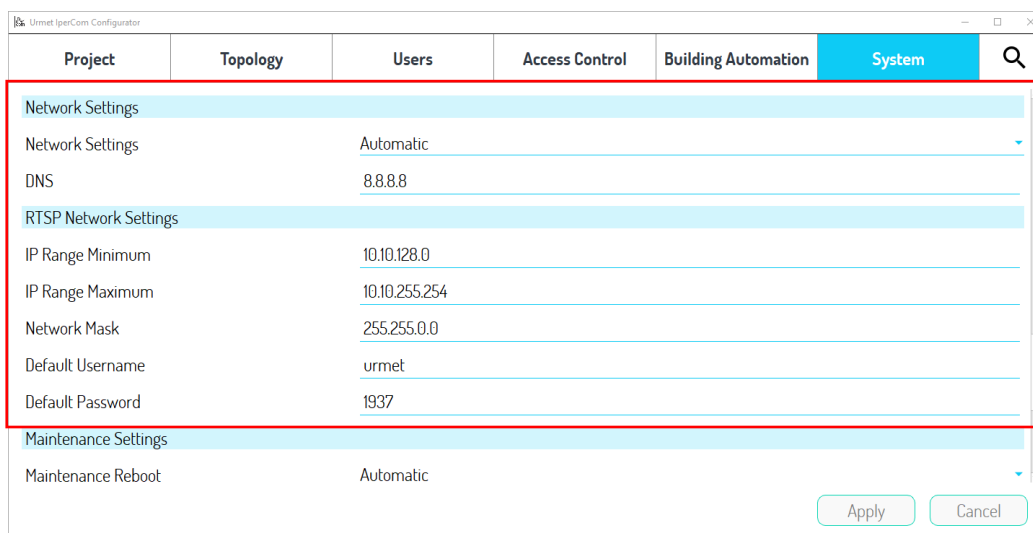 Urmet IperCom Configurator
Project Topology Users Access Control Building Automation System
Network Settings
Network Settings Automatic
DNS 8.8.8.8
RTSP Network Settings
IP Range Minimum 10.10.128.0
IP Range Maximum 10.10.255.254
Network Mask 255.255.0.0
Default Username urmet
Default Password 1937
Maintenance Settings
Maintenance Reboot Automatic
Apply Cancel